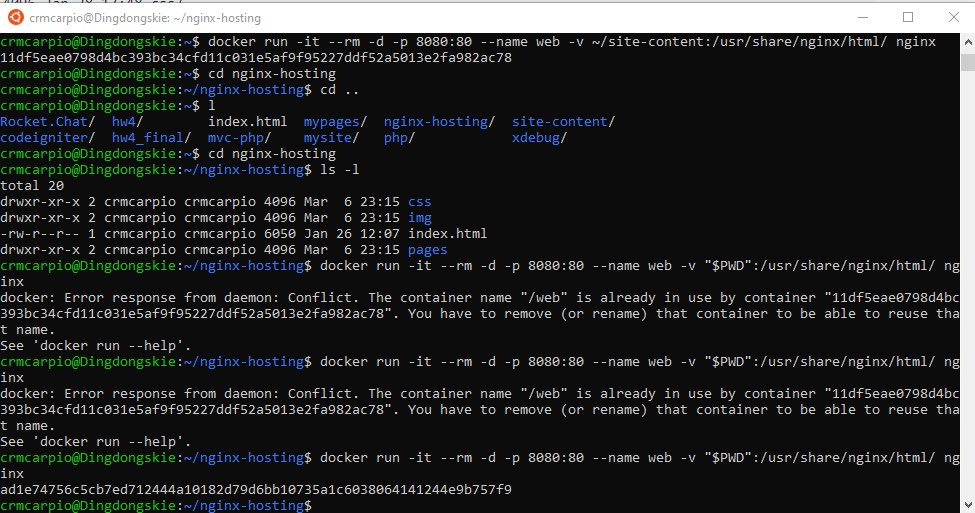 crmcarpio@Dingdongskie: ~/nginx-hosting
crmcarpio@Dingdongskie:~$ docker run -it --rm -d -p 8080:80 --name web -v ~/site-content:/usr/share/nginx/html/ nginx
11df5eae0798d4bc393bc34cfd11c031e5af9f95227ddf52a5013e2fa982ac78
crmcarpio@Dingdongskie:~$ cd nginx-hosting
crmcarpio@Dingdongskie:~/nginx-hosting$ cd ..
crmcarpio@Dingdongskie:~$ l
Rocket.Chat/  hw4/        index.html  mypages/  nginx-hosting/  site-content/
codeigniter/  hw4_final/  mvc-php/    mysite/   php/            xdebug/
crmcarpio@Dingdongskie:~$ cd nginx-hosting
crmcarpio@Dingdongskie:~/nginx-hosting$ ls -l
total 20
drwxr-xr-x 2 crmcarpio crmcarpio 4096 Mar  6 23:15 css
drwxr-xr-x 2 crmcarpio crmcarpio 4096 Mar  6 23:15 img
-rw-r--r-- 1 crmcarpio crmcarpio 6050 Jan 26 12:07 index.html
drwxr-xr-x 2 crmcarpio crmcarpio 4096 Mar  6 23:15 pages
crmcarpio@Dingdongskie:~/nginx-hosting$ docker run -it --rm -d -p 8080:80 --name web -v "$PWD":/usr/share/nginx/html/ ng
inx
docker: Error response from daemon: Conflict. The container name "/web" is already in use by container "11df5eae0798d4bc
393bc34cfd11c031e5af9f95227ddf52a5013e2fa982ac78". You have to remove (or rename) that container to be able to reuse tha
t name.
See 'docker run --help'.
crmcarpio@Dingdongskie:~/nginx-hosting$ docker run -it --rm -d -p 8080:80 --name web -v "$PWD":/usr/share/nginx/html/ ng
inx
docker: Error response from daemon: Conflict. The container name "/web" is already in use by container "11df5eae0798d4bc
393bc34cfd11c031e5af9f95227ddf52a5013e2fa982ac78". You have to remove (or rename) that container to be able to reuse tha
t name.
See 'docker run --help'.
crmcarpio@Dingdongskie:~/nginx-hosting$ docker run -it --rm -d -p 8080:80 --name web -v "$PWD":/usr/share/nginx/html/ ng
inx
ad1e74756c5cb7ed712444a10182d79d6bb10735a1c6038064141244e9b757f9
crmcarpio@Dingdongskie:~/nginx-hosting$